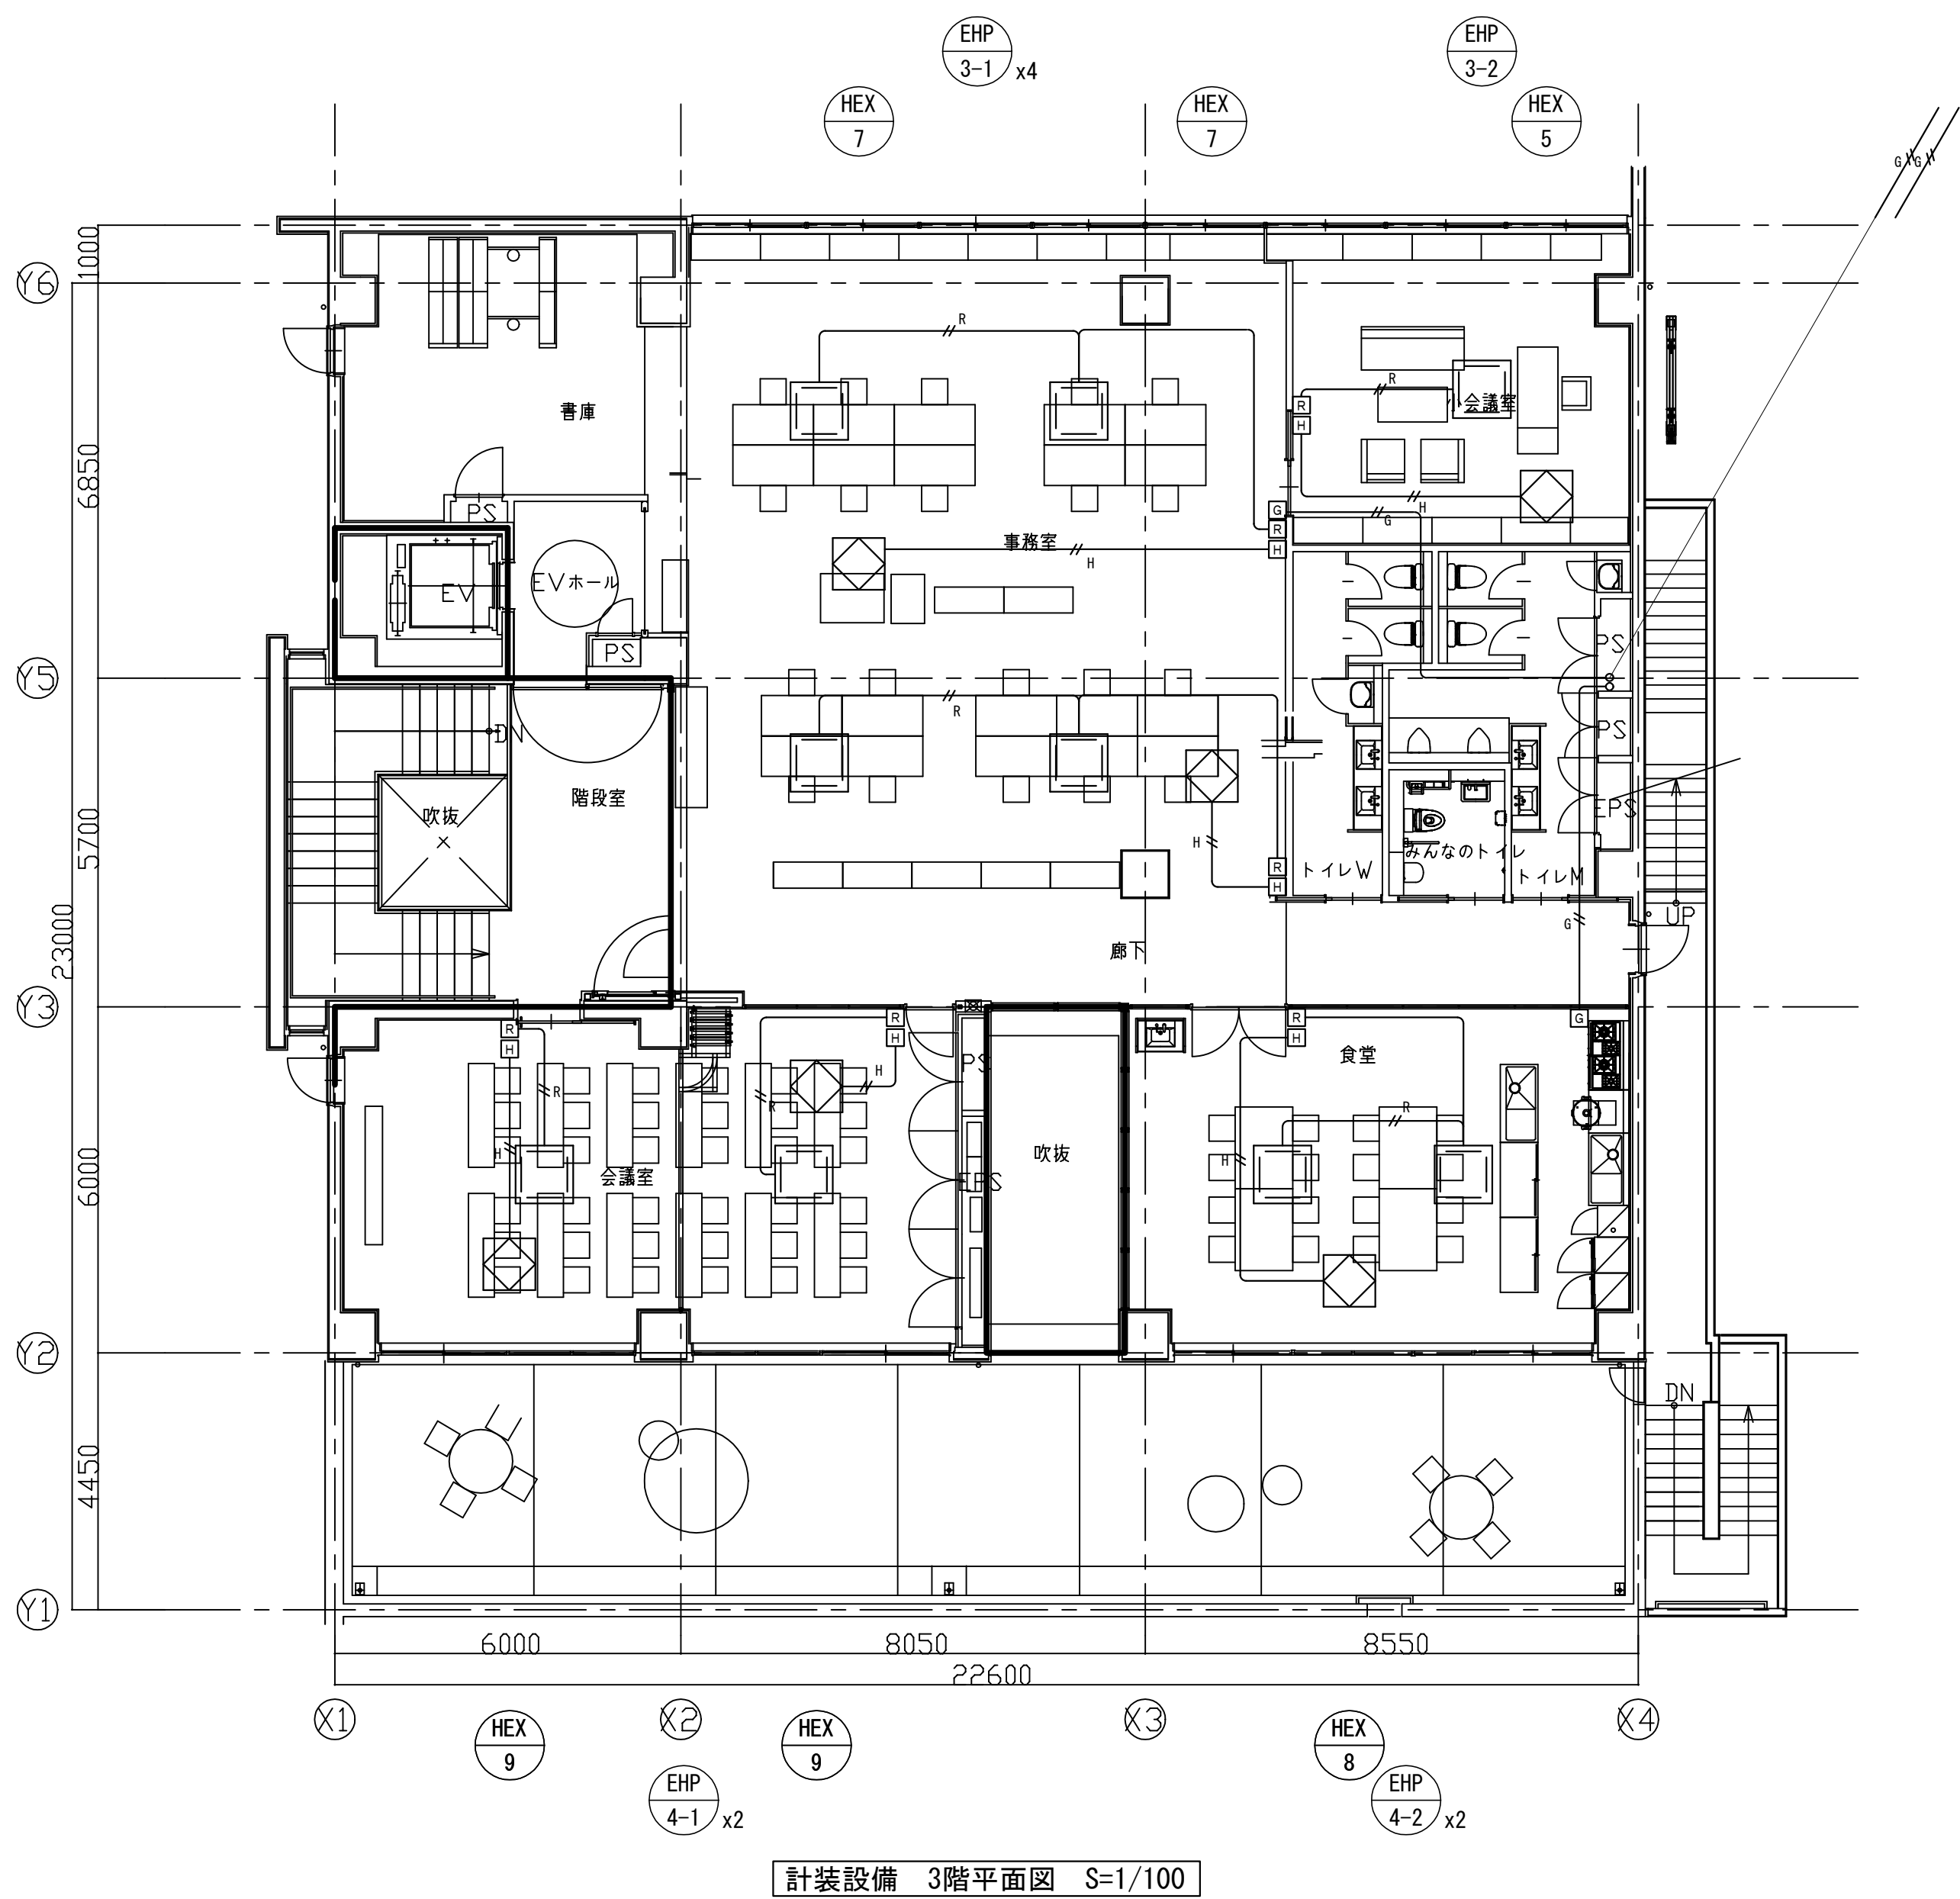 EHP
3-1 x4
EHP
3-2
HEX
7
HEX
7
HEX
5
G G
1000
Y6
R
R
書庫
R
H
小会議室
6850
PS
G
H
G
R
事務室
H
H
EV
EVホール
PS
PS
Y5
R
DN
PS
吹抜
階段室
EPS
5700
H
みんなのトイレ
R
トイレW
トイレM
H
23000
UP
G
廊下
Y3
R
R
R
G
H
H
H
食堂
PS
H
R
R
R
H
吹抜
H
会議室
EPS
6000
Y2
DN
4450
Y1
6000
8050
8550
22600
X1
X2
X3
X4
HEX
9
HEX
9
HEX
8
EHP
4-1 x2
EHP
4-2 x2
計装設備　3階平面図　S=1/100